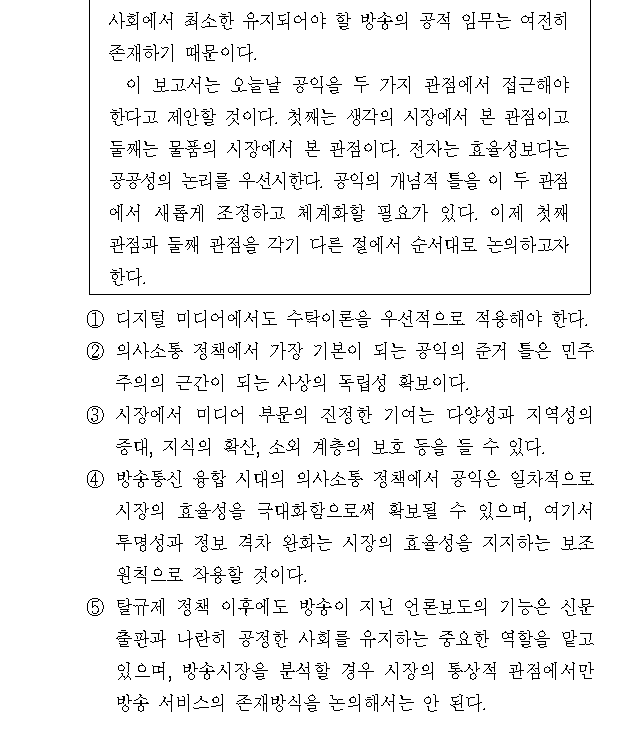 사회에서 최소한 유지되어야 할 방송의 공적 임무는 여전히
존재하기 때문이다.
이 보고서는 오늘날 공익을 두 가지 관점에서 접근해야
한다고 제안할 것이다. 첫째는 생각의 시장에서 본 관점이고
둘째는 물품의 시장에서 본 관점이다. 전자는 효율성보다는
공공성의 논리를 우선시한다. 공익의 개념적 틀을 이 두 관점
에서 새롭게 조정하고 체계화할 필요가 있다. 이제 첫째
관점과 둘째 관점을 각기 다른 절에서 순서대로 논의하고자
한다.
① 디지털 미디어에서도 수탁이론을 우선적으로 적용해야 한다.
② 의사소통 정책에서 가장 기본이 되는 공익의 준거 틀은 민주
주의의 근간이 되는 사상의 독립성 확보이다.
③ 시장에서 미디어 부문의 진정한 기여는 다양성과 지역성의
증대, 지식의 확산, 소외 계층의 보호 등을 들 수 있다.
④ 방송통신 융합 시대의 의사소통 정책에서 공익은 일차적으로
시장의 효율성을 극대화함으로써 확보될 수 있으며, 여기서
투명성과 정보 격차 완화는 시장의 효율성을 지지하는 보조
원칙으로 작용할 것이다.
⑤ 탈규제 정책 이후에도 방송이 지닌 언론보도의 기능은 신문
출판과 나란히 공정한 사회를 유지하는 중요한 역할을 맡고
있으며, 방송시장을 분석할 경우 시장의 통상적 관점에서만
방송 서비스의 존재방식을 논의해서는 안 된다.